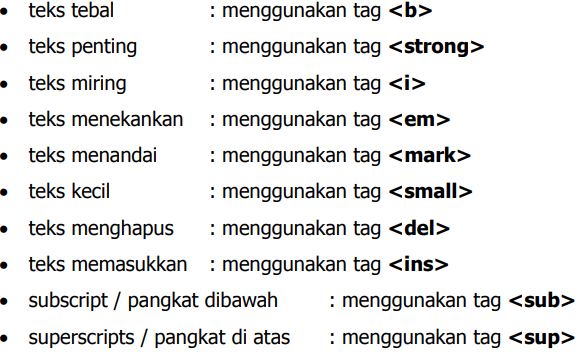 • teks tebal : menggunakan tag <b>
• teks penting : menggunakan tag <strong>
• teks miring : menggunakan tag <i>
• teks menekankan : menggunakan tag <em>
• teks menandai : menggunakan tag <mark>
• teks kecil : menggunakan tag <small>
• teks menghapus : menggunakan tag <del>
• teks memasukkan : menggunakan tag <ins>
• subscript / pangkat dibawah : menggunakan tag <sub>
• superscripts / pangkat di atas : menggunakan tag <sup>